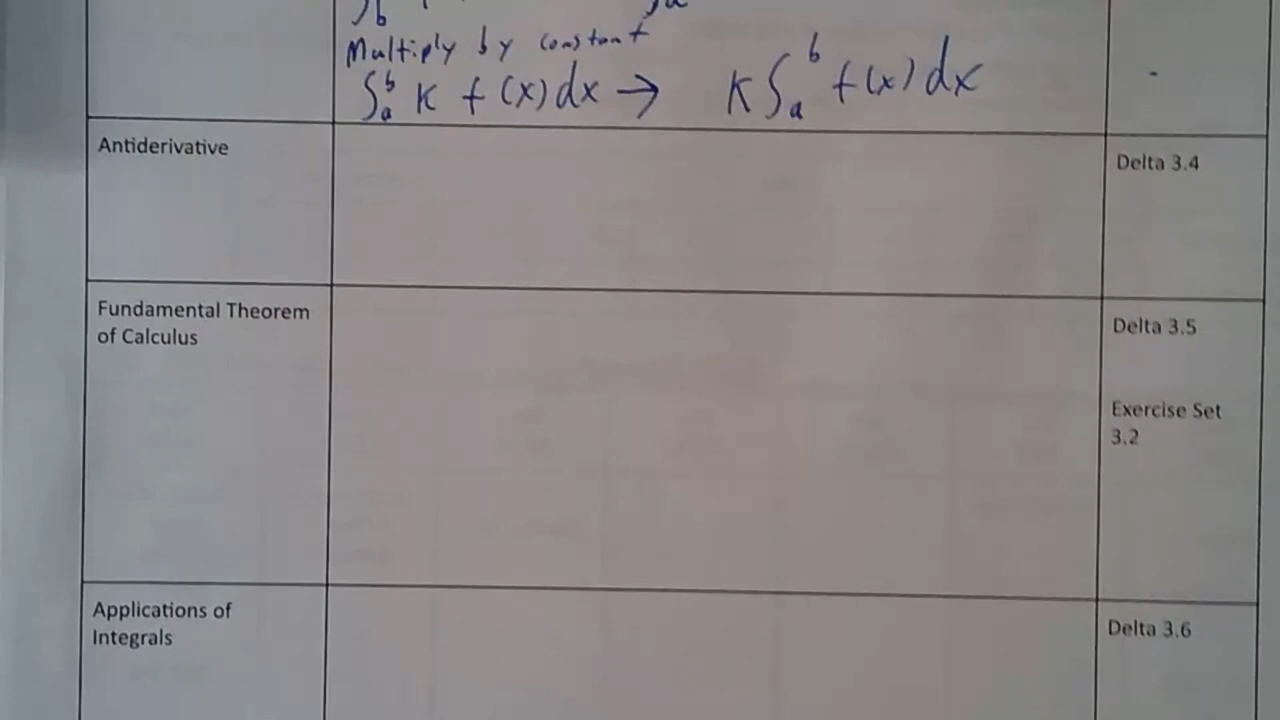 Multiply by constant
∫ₐᵇ K f(x) dx → K ∫ₐᵇ f(x) dx
Antiderivative
Delta 3.4
Fundamental Theorem
of Calculus
Delta 3.5
Exercise Set
3.2
Applications of
Integrals
Delta 3.6